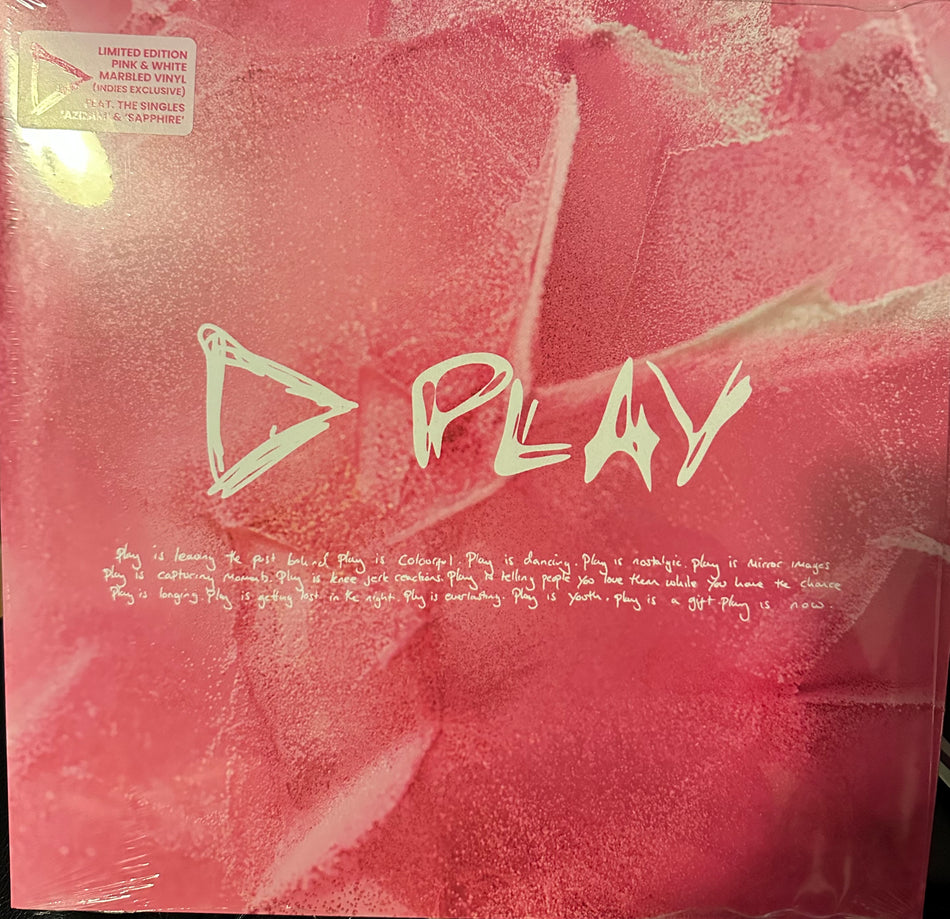 LIMITED EDITION
PINK & WHITE
MARBLED VINYL
(INDIES EXCLUSIVE)
FEAT. THE SINGLES
'AZIZAM' & 'SAPPHIRE'
PLAY
Play is leaving the past behind Play is Colourful. Play is dancing. Play is nostalgic. Play is Mirror images
Play is capturing moments. Play is knee jerk reactions. Play is telling people you love them while you have the chance
Play is longing. Play is getting lost in the night. Play is everlasting. Play is youth. Play is a gift. Play is now.